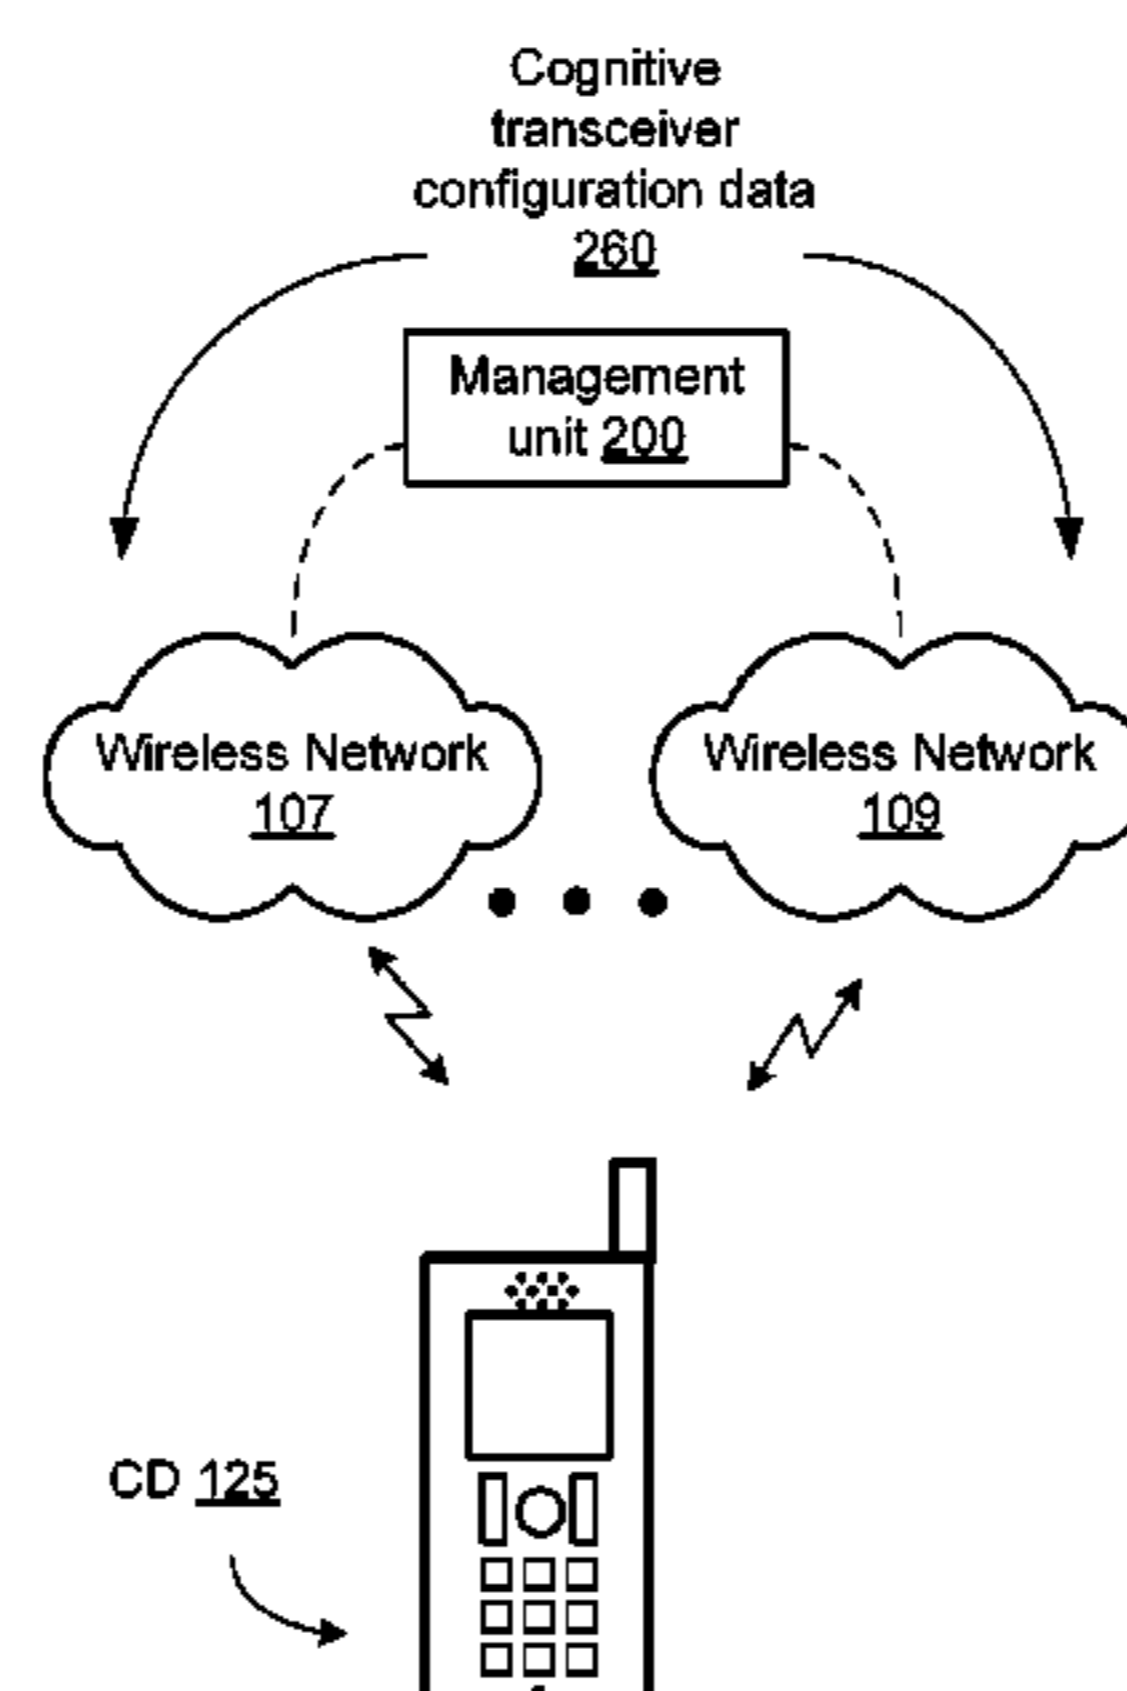 Cognitive
transceiver
configuration data
260
Management
unit 200
Wireless Network
107
Wireless Network
109
CD 125